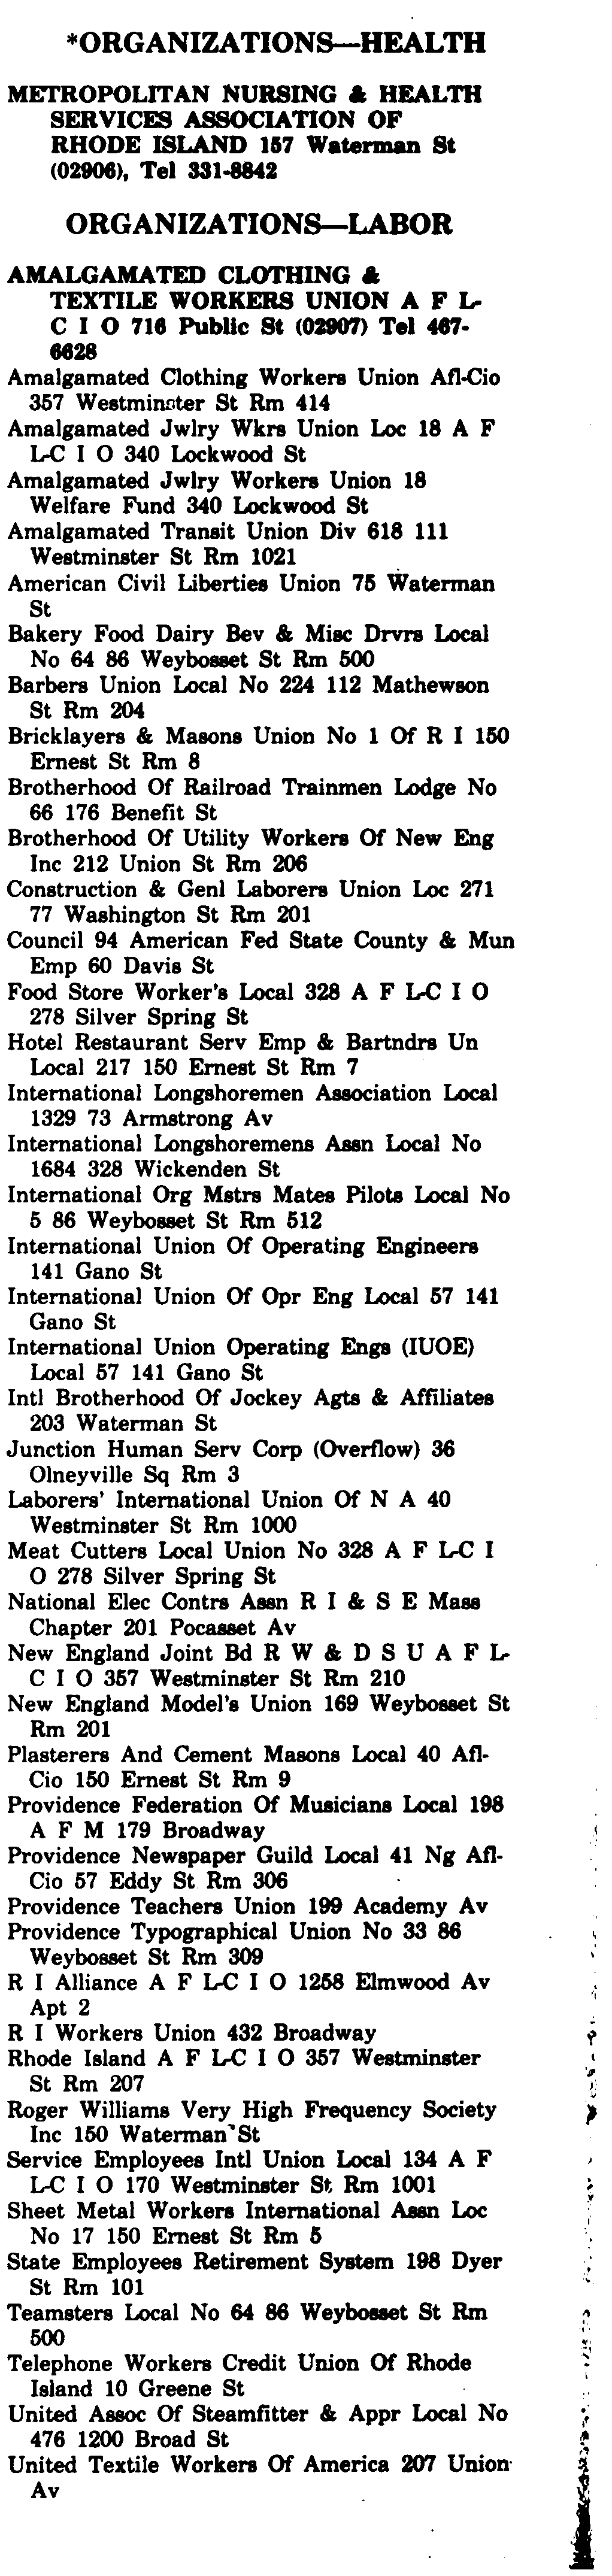 *ORGANIZATIONS—HEALTH
METROPOLITAN NURSING & HEALTH
SERVICES ASSOCIATION OF
RHODE ISLAND 157 Waterman St
(02906), Tel 331-8842
ORGANIZATIONS—LABOR
AMALGAMATED CLOTHING &
TEXTILE WORKERS UNION A F L-
C I O 716 Public St (02907) Tel 467-
6628
Amalgamated Clothing Workers Union Afl-Cio
357 Westminster St Rm 414
Amalgamated Jwlry Wkrs Union Loc 18 A F
L-C I O 340 Lockwood St
Amalgamated Jwlry Workers Union 18
Welfare Fund 340 Lockwood St
Amalgamated Transit Union Div 618 111
Westminster St Rm 1021
American Civil Liberties Union 75 Waterman
St
Bakery Food Dairy Bev & Misc Drvrs Local
No 64 86 Weybosset St Rm 500
Barbers Union Local No 224 112 Mathewson
St Rm 204
Bricklayers & Masons Union No 1 Of R I 150
Ernest St Rm 8
Brotherhood Of Railroad Trainmen Lodge No
66 176 Benefit St
Brotherhood Of Utility Workers Of New Eng
Inc 212 Union St Rm 206
Construction & Genl Laborers Union Loc 271
77 Washington St Rm 201
Council 94 American Fed State County & Mun
Emp 60 Davis St
Food Store Worker's Local 328 A F L-C I O
278 Silver Spring St
Hotel Restaurant Serv Emp & Bartndrs Un
Local 217 150 Ernest St Rm 7
International Longshoremen Association Local
1329 73 Armstrong Av
International Longshoremens Assn Local No
1684 328 Wickenden St
International Org Mstrs Mates Pilots Local No
5 86 Weybosset St Rm 512
International Union Of Operating Engineers
141 Gano St
International Union Of Opr Eng Local 57 141
Gano St
International Union Operating Engs (IUOE)
Local 57 141 Gano St
Intl Brotherhood Of Jockey Agts & Affiliates
203 Waterman St
Junction Human Serv Corp (Overflow) 36
Olneyville Sq Rm 3
Laborers' International Union Of N A 40
Westminster St Rm 1000
Meat Cutters Local Union No 328 A F L-C I
O 278 Silver Spring St
National Elec Contrs Assn R I & S E Mass
Chapter 201 Pocasset Av
New England Joint Bd R W & D S U A F L-
C I O 357 Westminster St Rm 210
New England Model's Union 169 Weybosset St
Rm 201
Plasterers And Cement Masons Local 40 Afl-
Cio 150 Ernest St Rm 9
Providence Federation Of Musicians Local 198
A F M 179 Broadway
Providence Newspaper Guild Local 41 Ng Afl-
Cio 57 Eddy St Rm 306
Providence Teachers Union 199 Academy Av
Providence Typographical Union No 33 86
Weybosset St Rm 309
R I Alliance A F L-C I O 1258 Elmwood Av
Apt 2
R I Workers Union 432 Broadway
Rhode Island A F L-C I O 357 Westminster
St Rm 207
Roger Williams Very High Frequency Society
Inc 150 Waterman St
Service Employees Intl Union Local 134 A F
L-C I O 170 Westminster St Rm 1001
Sheet Metal Workers International Assn Loc
No 17 150 Ernest St Rm 5
State Employees Retirement System 198 Dyer
St Rm 101
Teamsters Local No 64 86 Weybosset St Rm
500
Telephone Workers Credit Union Of Rhode
Island 10 Greene St
United Assoc Of Steamfitter & Appr Local No
476 1200 Broad St
United Textile Workers Of America 207 Union
Av